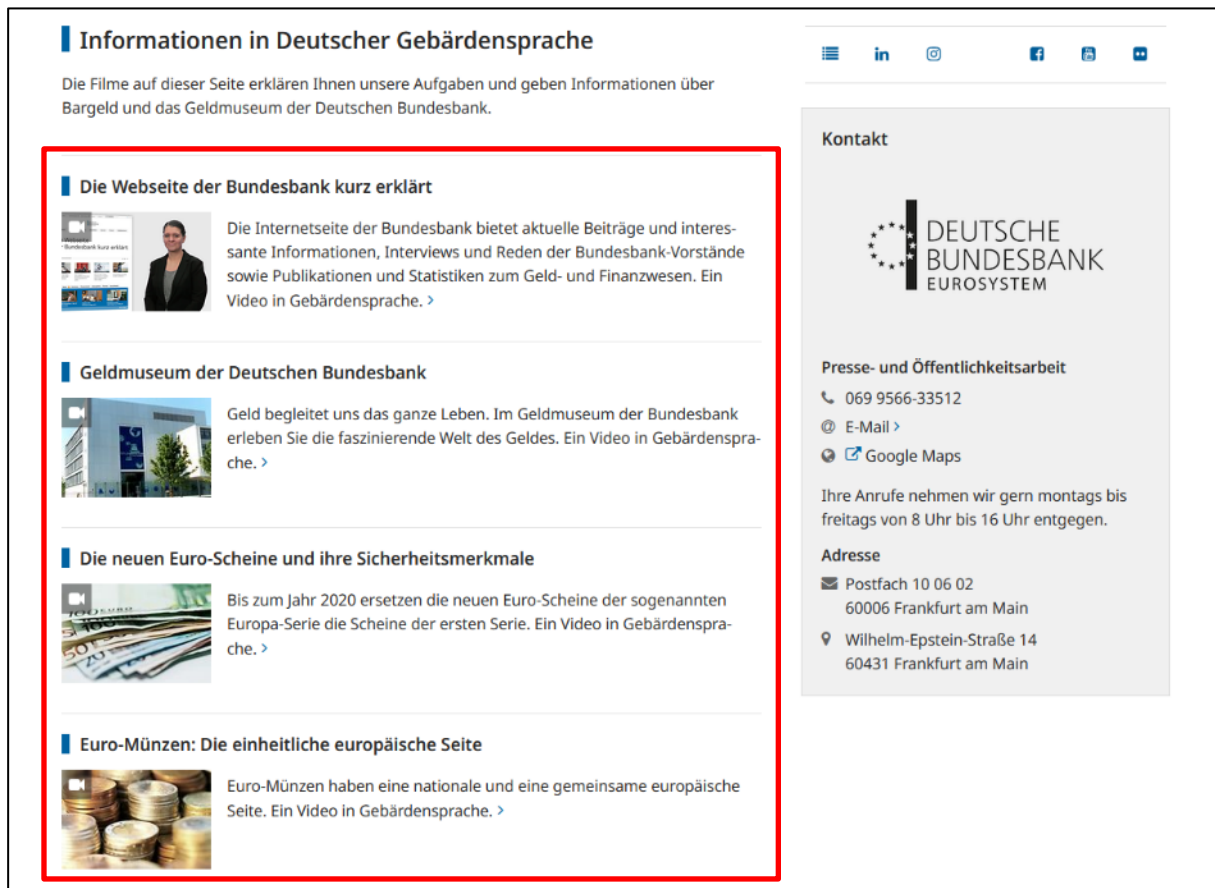 Informationen in Deutscher Gebärdensprache
Die Filme auf dieser Seite erklären Ihnen unsere Aufgaben und geben Informationen über
Bargeld und das Geldmuseum der Deutschen Bundesbank.
Die Webseite der Bundesbank kurz erklärt
Die Internetseite der Bundesbank bietet aktuelle Beiträge und interes-
sante Informationen, Interviews und Reden der Bundesbank-Vorstände
sowie Publikationen und Statistiken zum Geld- und Finanzwesen. Ein
Video in Gebärdensprache. >
Geldmuseum der Deutschen Bundesbank
Geld begleitet uns das ganze Leben. Im Geldmuseum der Bundesbank
erleben Sie die faszinierende Welt des Geldes. Ein Video in Gebärdenspra-
che. >
Die neuen Euro-Scheine und ihre Sicherheitsmerkmale
Bis zum Jahr 2020 ersetzen die neuen Euro-Scheine der sogenannten
Europa-Serie die Scheine der ersten Serie. Ein Video in Gebärdenspra-
che. >
Euro-Münzen: Die einheitliche europäische Seite
Euro-Münzen haben eine nationale und eine gemeinsame europäische
Seite. Ein Video in Gebärdensprache. >
Kontakt
DEUTSCHE
BUNDESBANK
EUROSYSTEM
Presse- und Öffentlichkeitsarbeit
069 9566-33512
E-Mail >
Google Maps
Ihre Anrufe nehmen wir gern montags bis
freitags von 8 Uhr bis 16 Uhr entgegen.
Adresse
Postfach 10 06 02
60006 Frankfurt am Main
Wilhelm-Epstein-Straße 14
60431 Frankfurt am Main